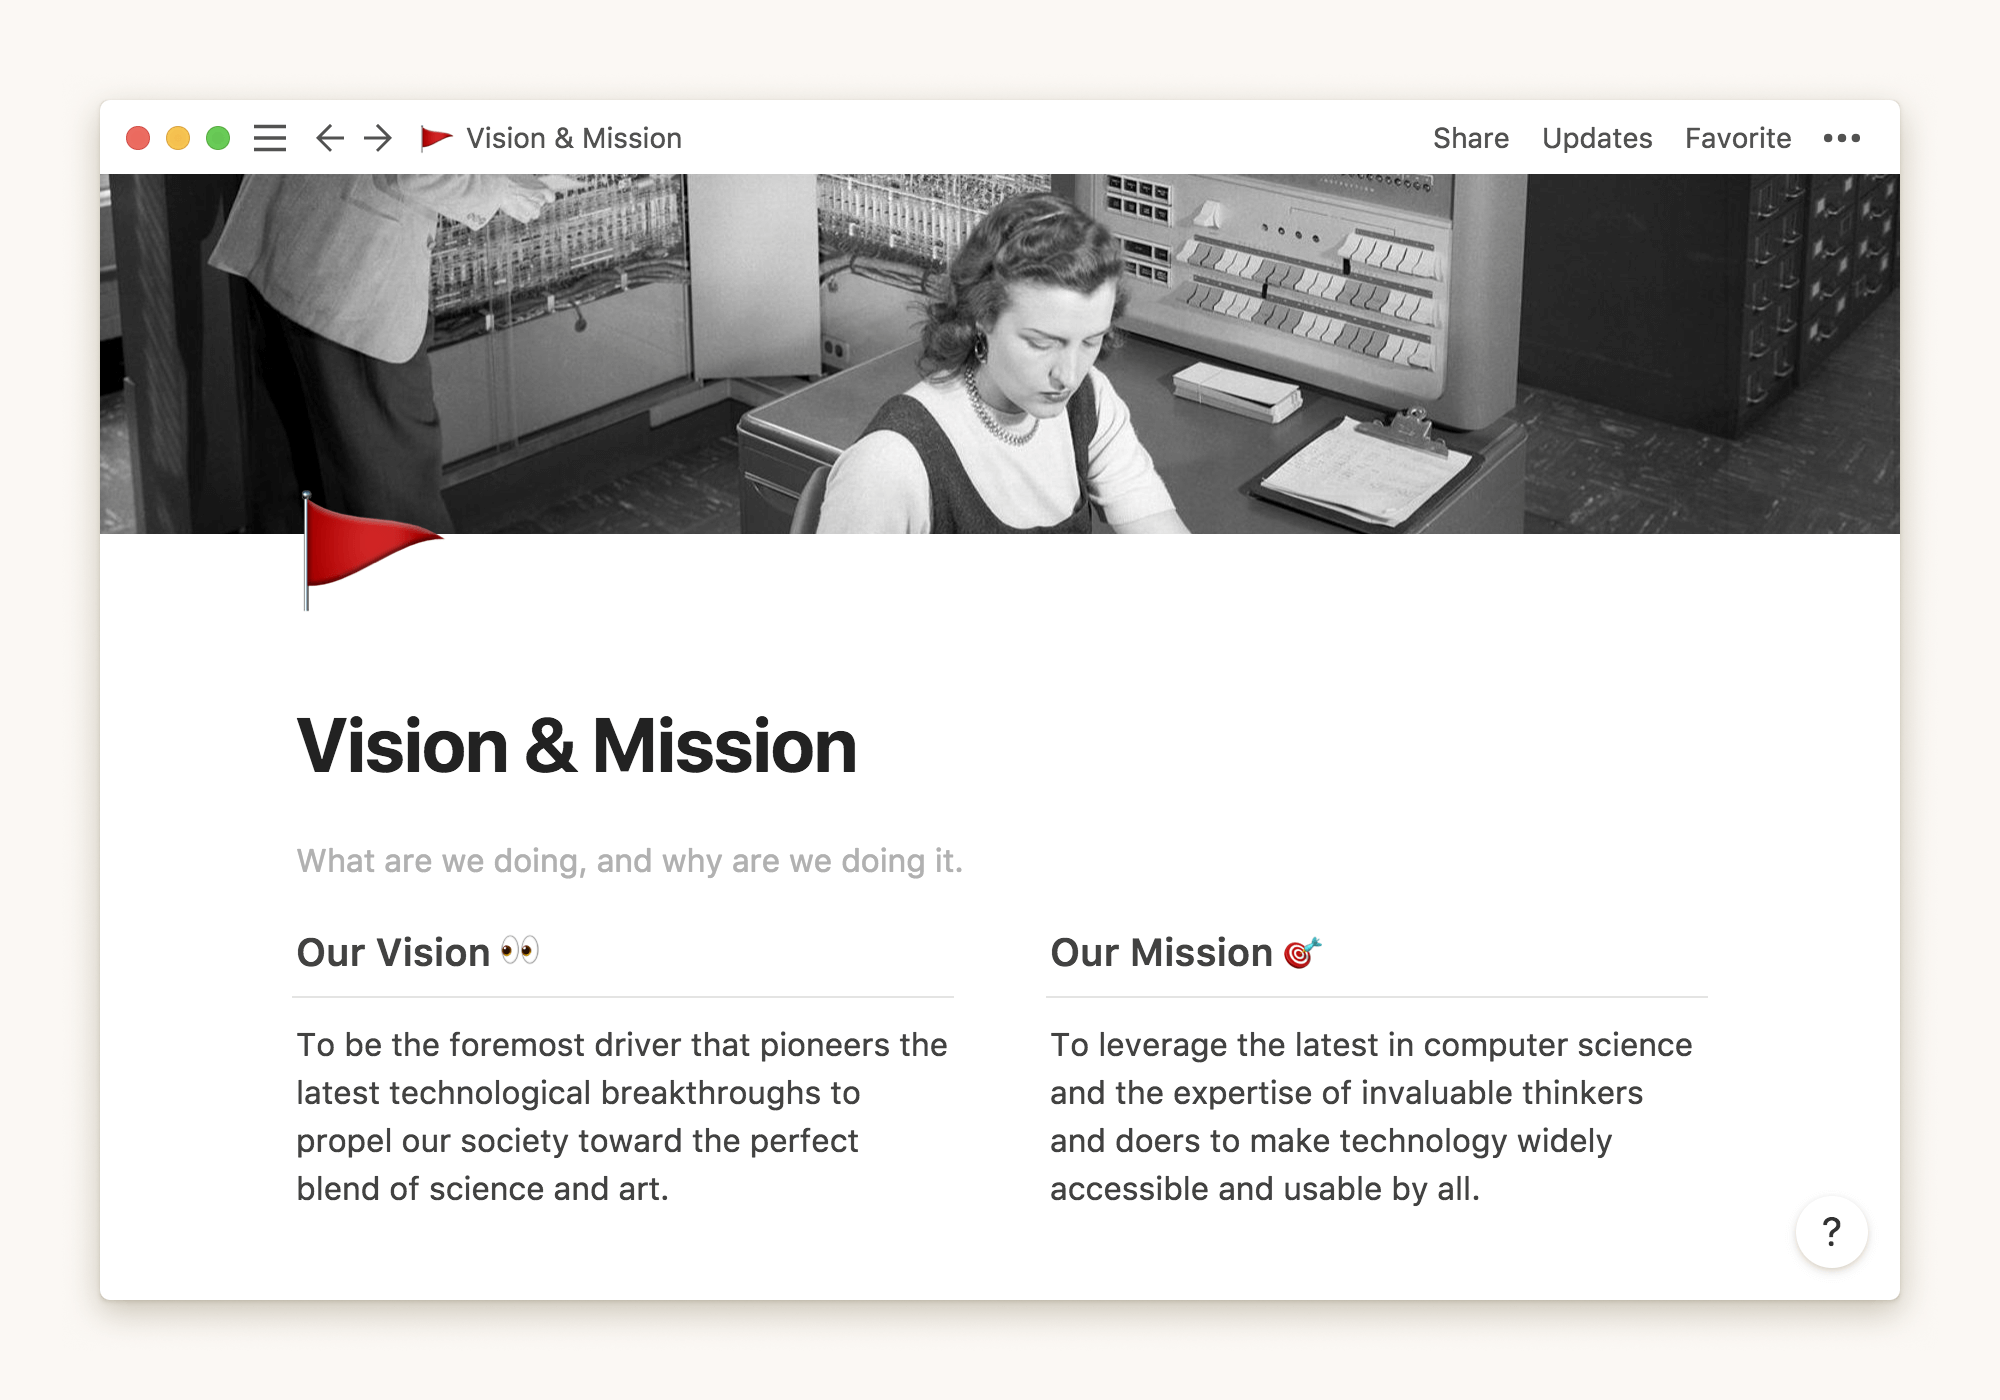 Vision & Mission
Share Updates Favorite •••
Vision & Mission
What are we doing, and why are we doing it.
Our Vision 👀
To be the foremost driver that pioneers the
latest technological breakthroughs to
propel our society toward the perfect
blend of science and art.
Our Mission 🎯
To leverage the latest in computer science
and the expertise of invaluable thinkers
and doers to make technology widely
accessible and usable by all.
?